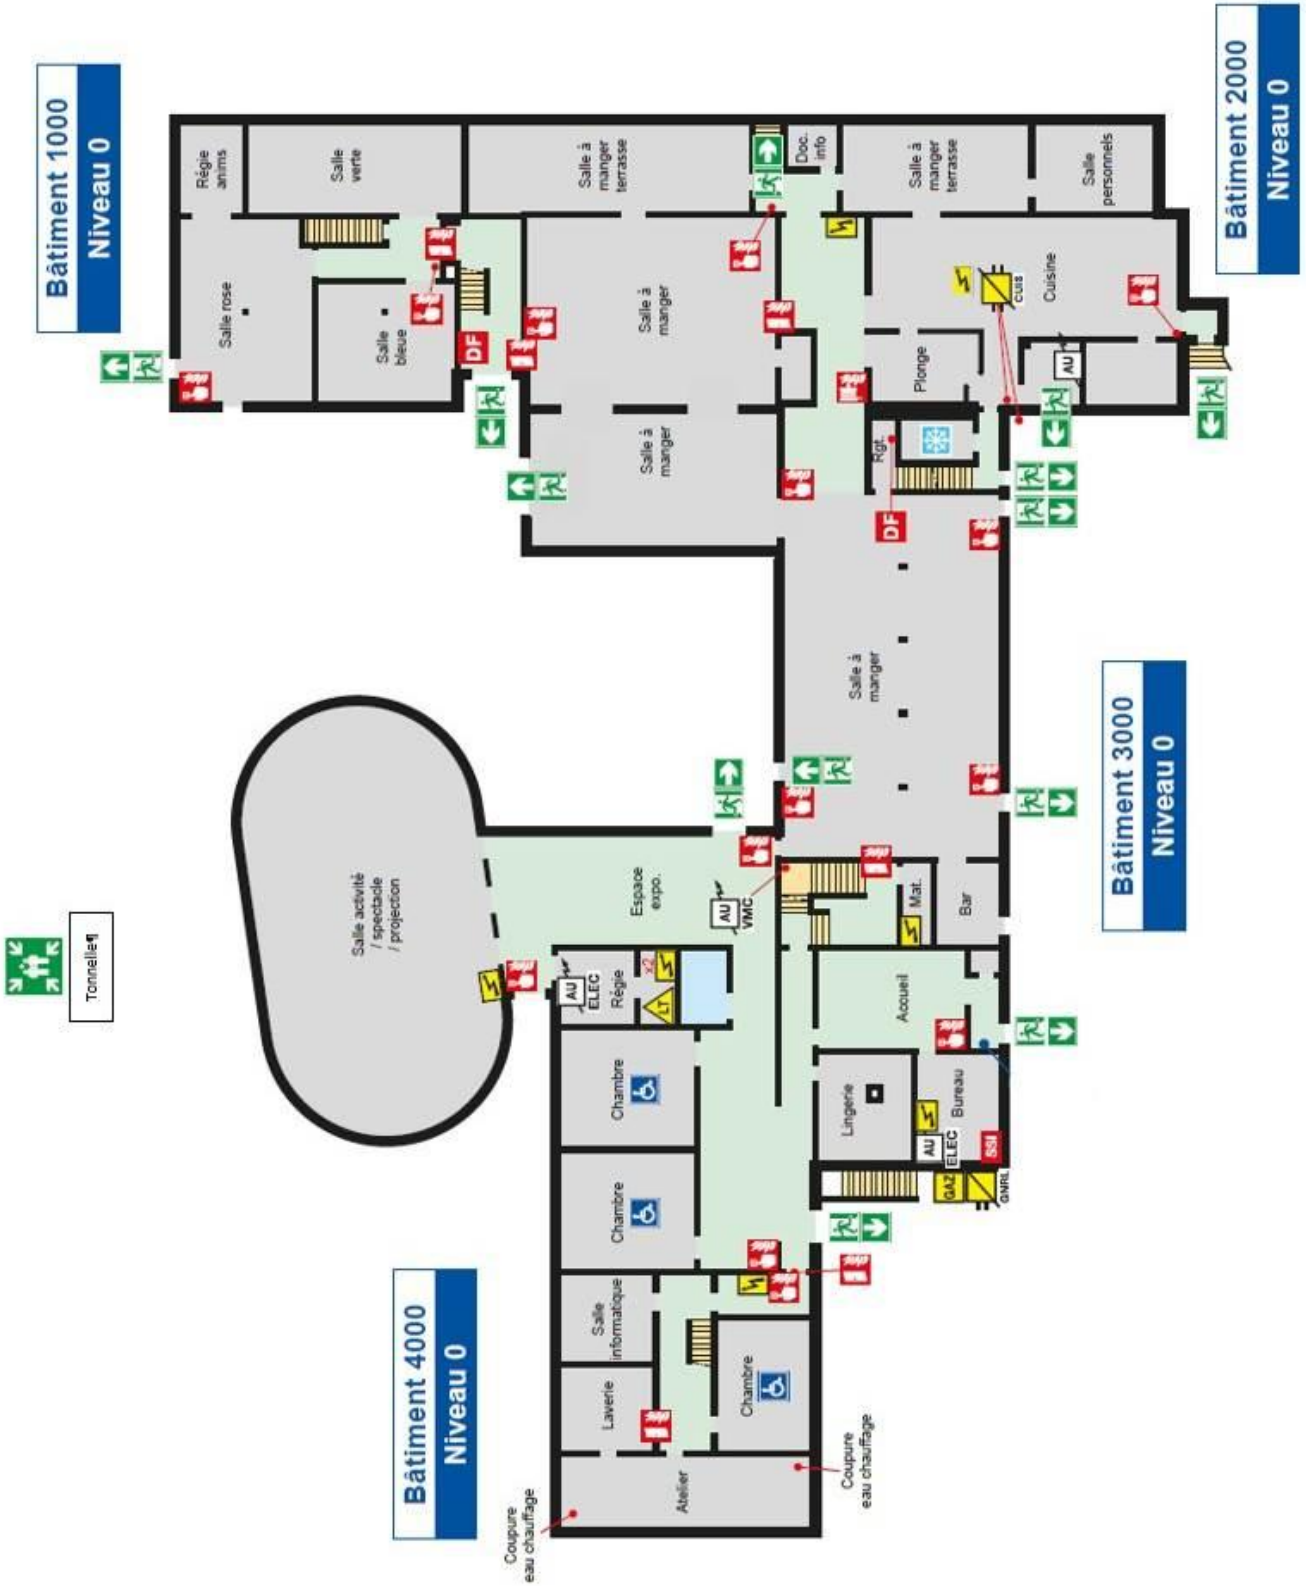 Bâtiment 1000
Niveau 0
Bâtiment 2000
Niveau 0
Régie
anims
Salle
verte
Salle à
manger
terrasse
Doc.
info
Salle à
manger
terrasse
Salle
personnels
Salle rose
Salle
bleue
DF
Salle à
manger
Cuisine
CUIS
Plonge
AU
Salle à
manger
Rgt.
DF
Salle à
manger
Bâtiment 3000
Niveau 0
Salle activité
/ spectacle
/ projection
Espace
expo.
AU
VMC
Mat.
Bar
Tonnelle¶
AU
ELEC
Régie
x2
LT
Accueil
Chambre
Chambre
Lingerie
Bureau
AU
ELEC
SSI
GAZ
GNRL
Bâtiment 4000
Niveau 0
Salle
informatique
Laverie
Chambre
Atelier
Coupure
eau chauffage
Coupure
eau chauffage